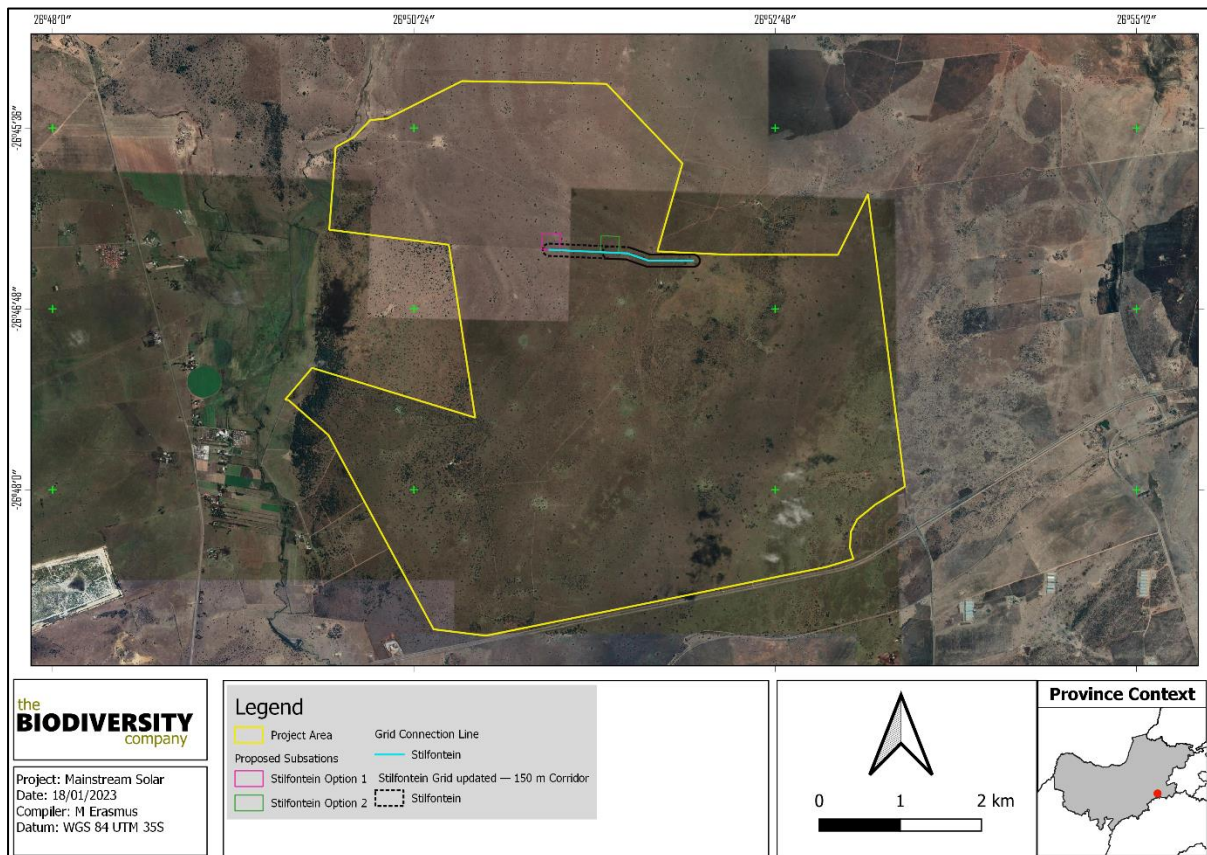 26°48'0" 26°50'24" 26°52'48" 26°55'12"
-26°45'36"
-26°46'48"
-26°48'0"
the
BIODIVERSITY
company
Project: Mainstream Solar
Date: 18/01/2023
Compiler: M Erasmus
Datum: WGS 84 UTM 35S
Legend
Project Area
Proposed Subsations
Stilfontein Option 1
Stilfontein Option 2
Grid Connection Line
Stilfontein
Stilfontein Grid updated — 150 m Corridor
Stilfontein
0 1 2 km
Province Context